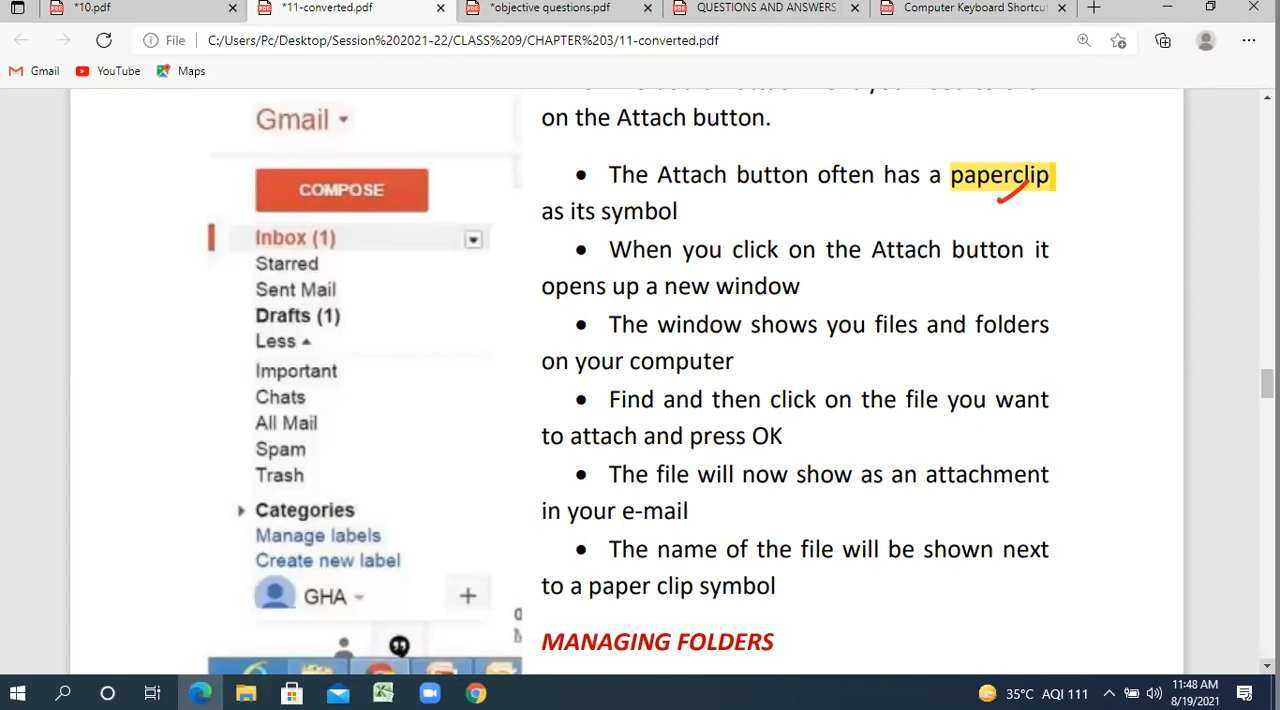 *10.pdf
*11-converted.pdf
*objective questions.pdf
QUESTIONS AND ANSWERS
Computer Keyboard Shortcut
File C:/Users/Pc/Desktop/Session%202021-22/CLASS%209/CHAPTER%203/11-converted.pdf
Gmail YouTube Maps
Gmail
COMPOSE
Inbox (1)
Starred
Sent Mail
Drafts (1)
Less
Important
Chats
All Mail
Spam
Trash
Categories
Manage labels
Create new label
GHA
on the Attach button.
• The Attach button often has a paperclip
as its symbol
• When you click on the Attach button it
opens up a new window
• The window shows you files and folders
on your computer
• Find and then click on the file you want
to attach and press OK
• The file will now show as an attachment
in your e-mail
• The name of the file will be shown next
to a paper clip symbol
MANAGING FOLDERS
35°C AQI 111
11:48 AM
8/19/2021